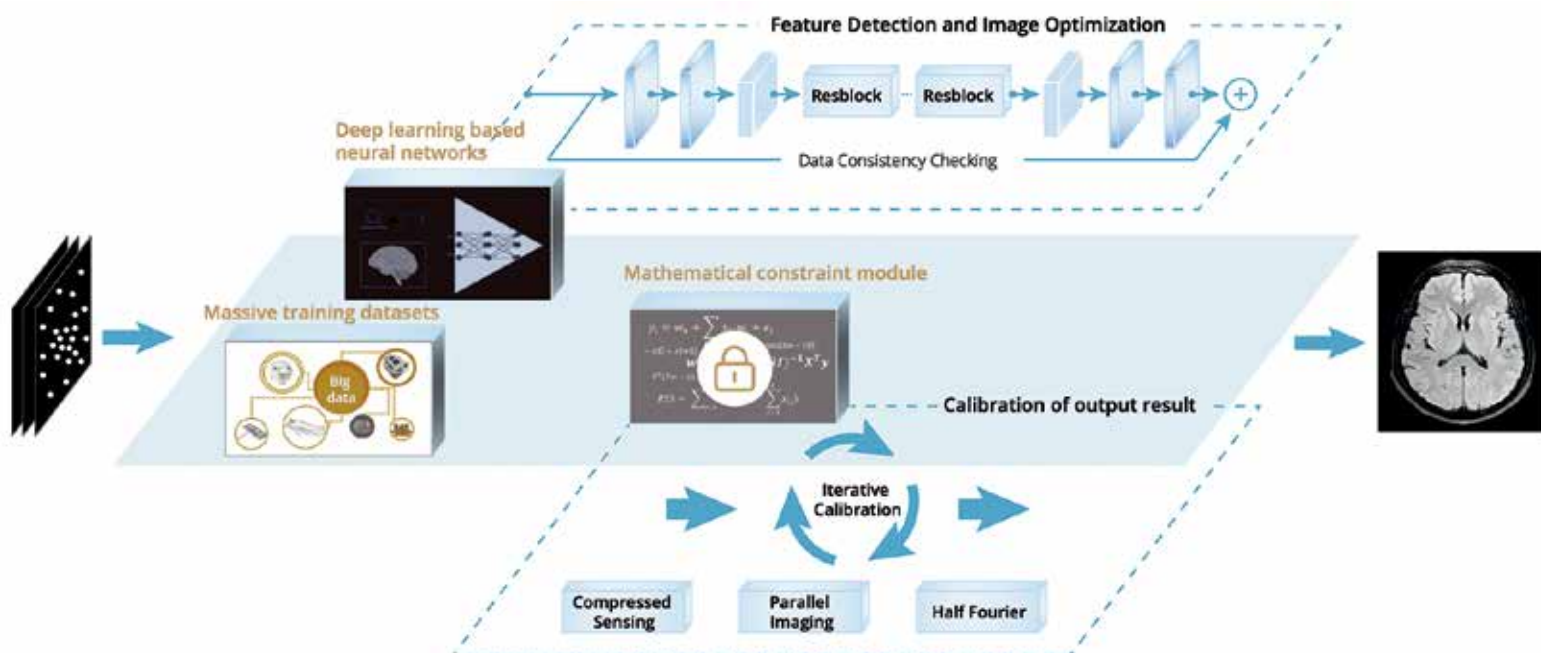 Feature Detection and Image Optimization
Resblock
Resblock
Data Consistency Checking
Deep learning based
neural networks
Mathematical constraint module
Massive training datasets
Big
data
Calibration of output result
Iterative
Calibration
Compressed
Sensing
Parallel
Imaging
Half Fourier